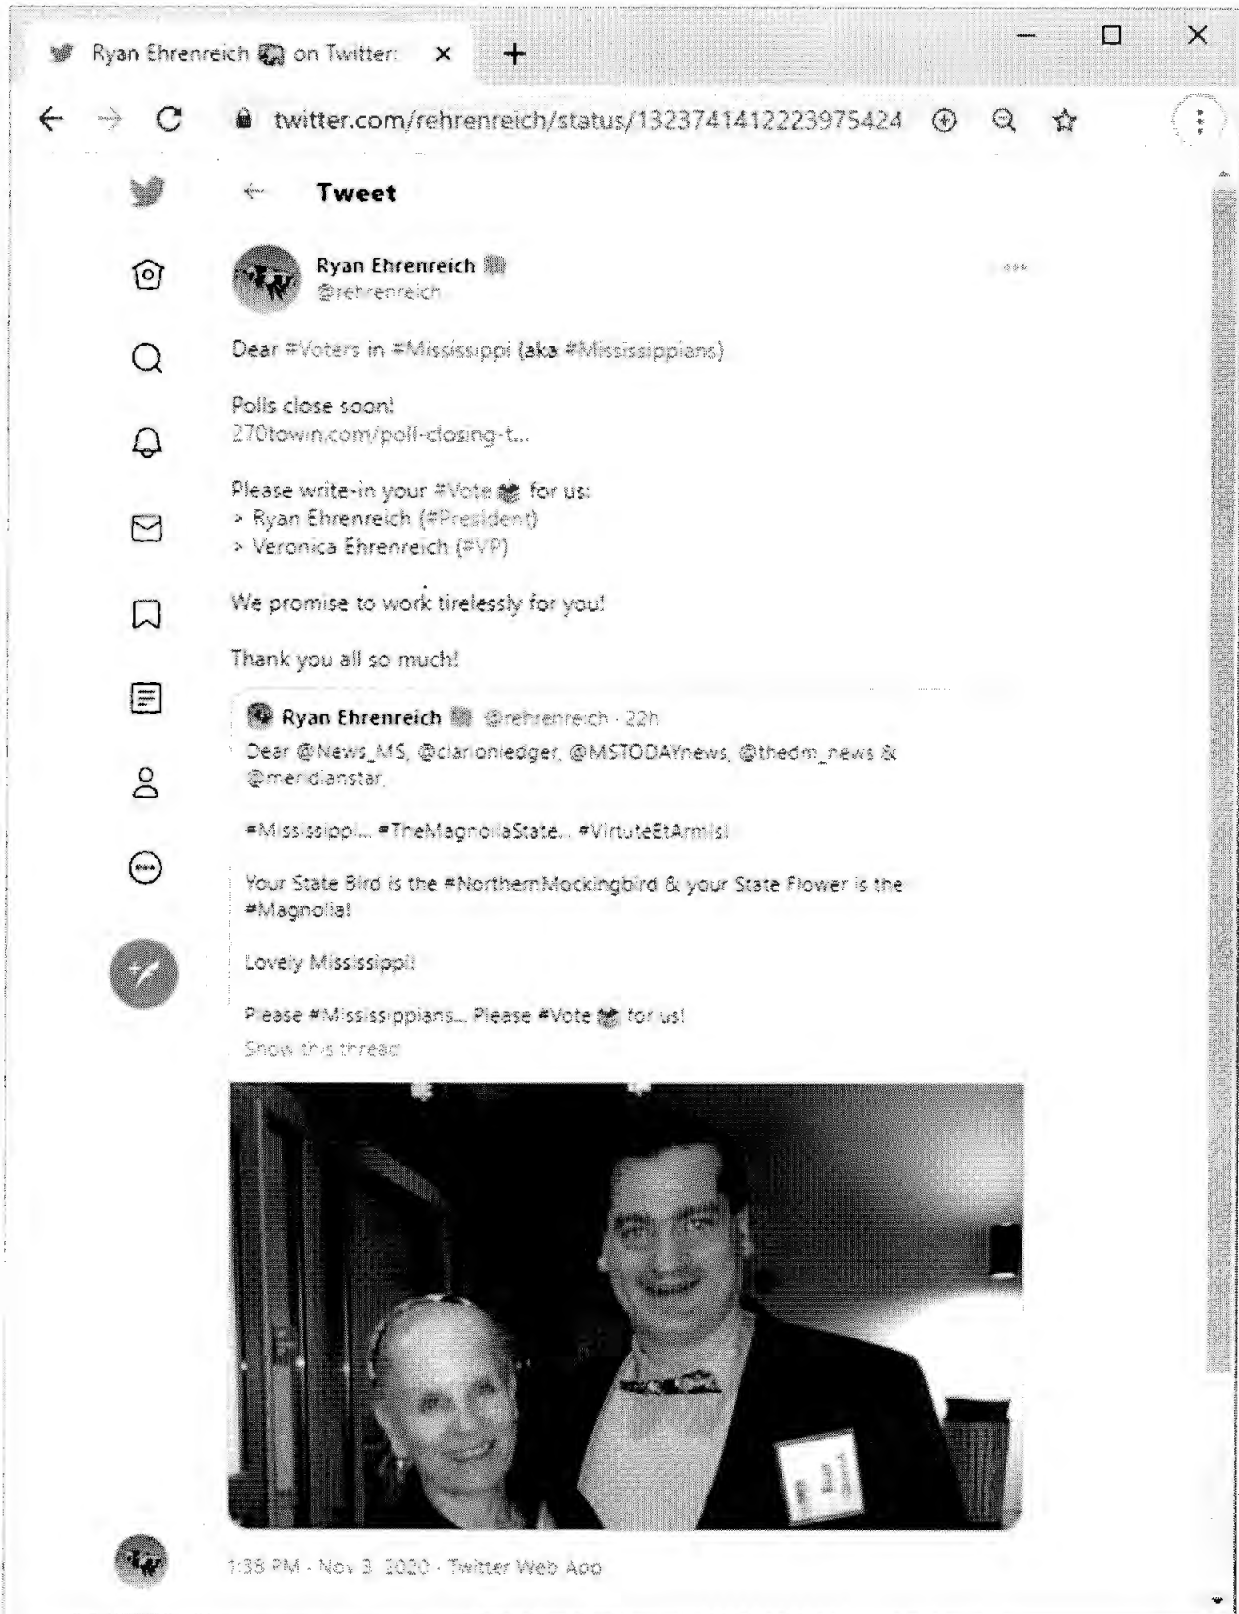 Ryan Ehrenreich on Twitter:
twitter.com/rehrenreich/status/1323741412223975424
Tweet
Ryan Ehrenreich
@rehrenreich
Dear #Voters in #Mississippi (aka #Mississippians)
Polls close soon!
270towin.com/poll-closing-t...
Please write-in your #Vote for us:
> Ryan Ehrenreich (#President)
> Veronica Ehrenreich (#VP)
We promise to work tirelessly for you!
Thank you all so much!
Ryan Ehrenreich @rehrenreich · 22h
Dear @News_MS, @clarionledger, @MSTODAYnews, @thedm_news &
@meridianstar,
#Mississippi... #TheMagnoliaState... #VirtuteEtArmis!
Your State Bird is the #NorthernMockingbird & your State Flower is the
#Magnolia!
Lovely Mississippi!
Please #Mississippians... Please #Vote for us!
Show this thread
1:38 PM · Nov 3, 2020 · Twitter Web App